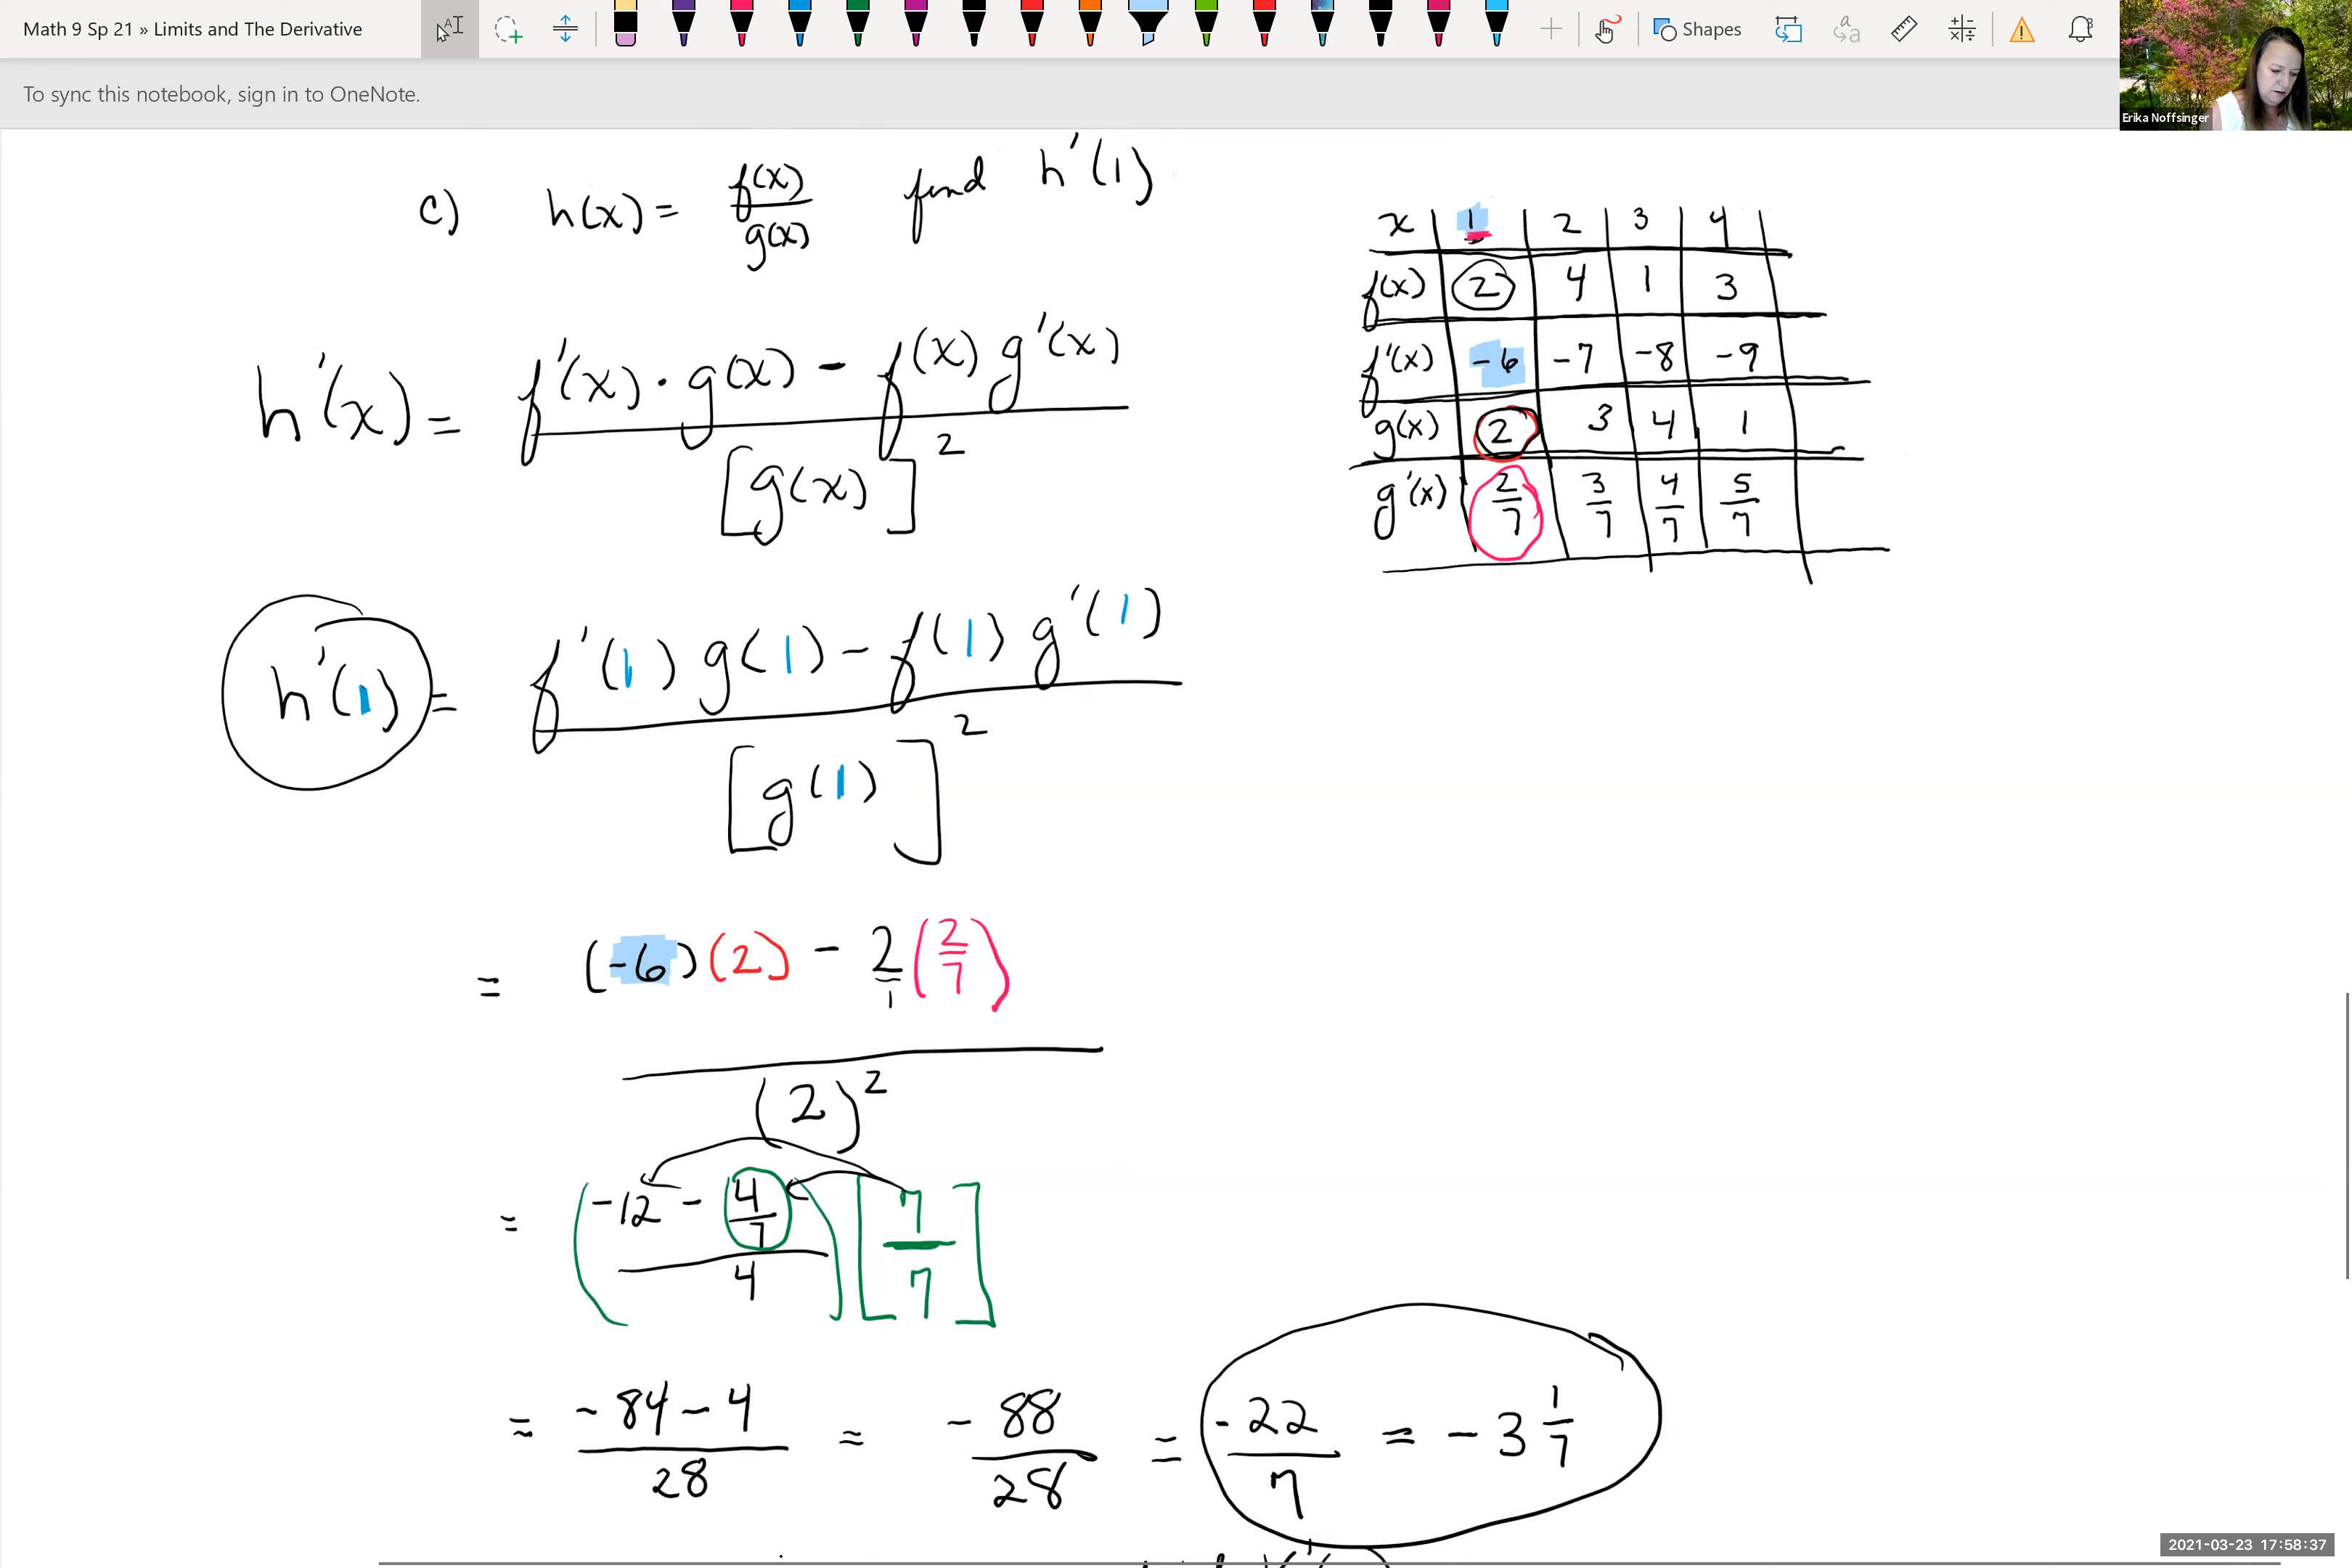 Math 9 Sp 21 » Limits and The Derivative
Shapes
To sync this notebook, sign in to OneNote.
Erika Noffsinger
c) h(x) = f(x)/g(x) find h'(1)
x | 1 | 2 | 3 | 4
f(x) | 2 | 4 | 1 | 3
f'(x) | -6 | -7 | -8 | -9
g(x) | 2 | 3 | 4 | 1
g'(x) | 2/7 | 3/7 | 4/7 | 5/7
h'(x) = (f'(x) · g(x) - f(x) g'(x)) / [g(x)]^2
h'(1) = (f'(1) g(1) - f(1) g'(1)) / [g(1)]^2
= ((-6)(2) - 2/1 (2/7)) / (2)^2
= ((-12 - 4/7) / 4) [7/7]
= (-84 - 4)/28 = -88/28 = -22/7 = -3 1/7
2021-03-23 17:58:37